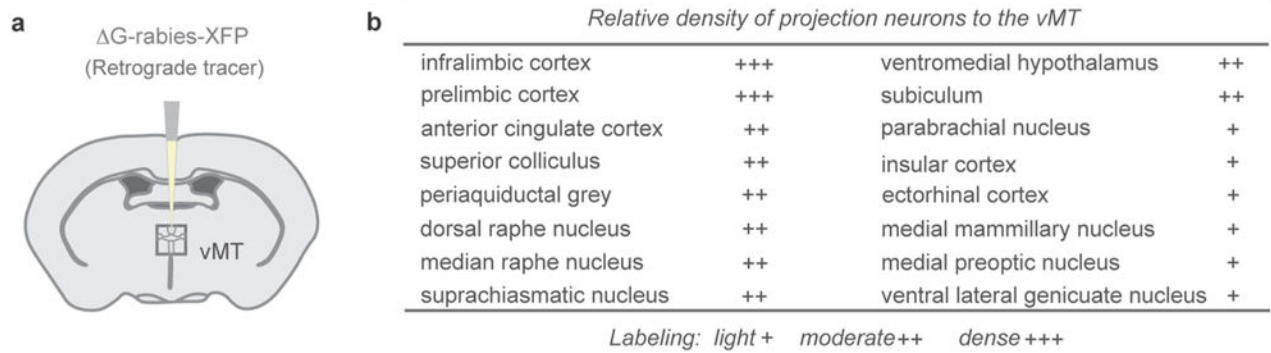 a
ΔG-rabies-XFP
(Retrograde tracer)
vMT
b
Relative density of projection neurons to the vMT
infralimbic cortex +++ ventromedial hypothalamus ++
prelimbic cortex +++ subiculum ++
anterior cingulate cortex ++ parabrachial nucleus +
superior colliculus ++ insular cortex +
periaquiductal grey ++ ectorhinal cortex +
dorsal raphe nucleus ++ medial mammillary nucleus +
median raphe nucleus ++ medial preoptic nucleus +
suprachiasmatic nucleus ++ ventral lateral genicuate nucleus +
Labeling: light + moderate ++ dense +++